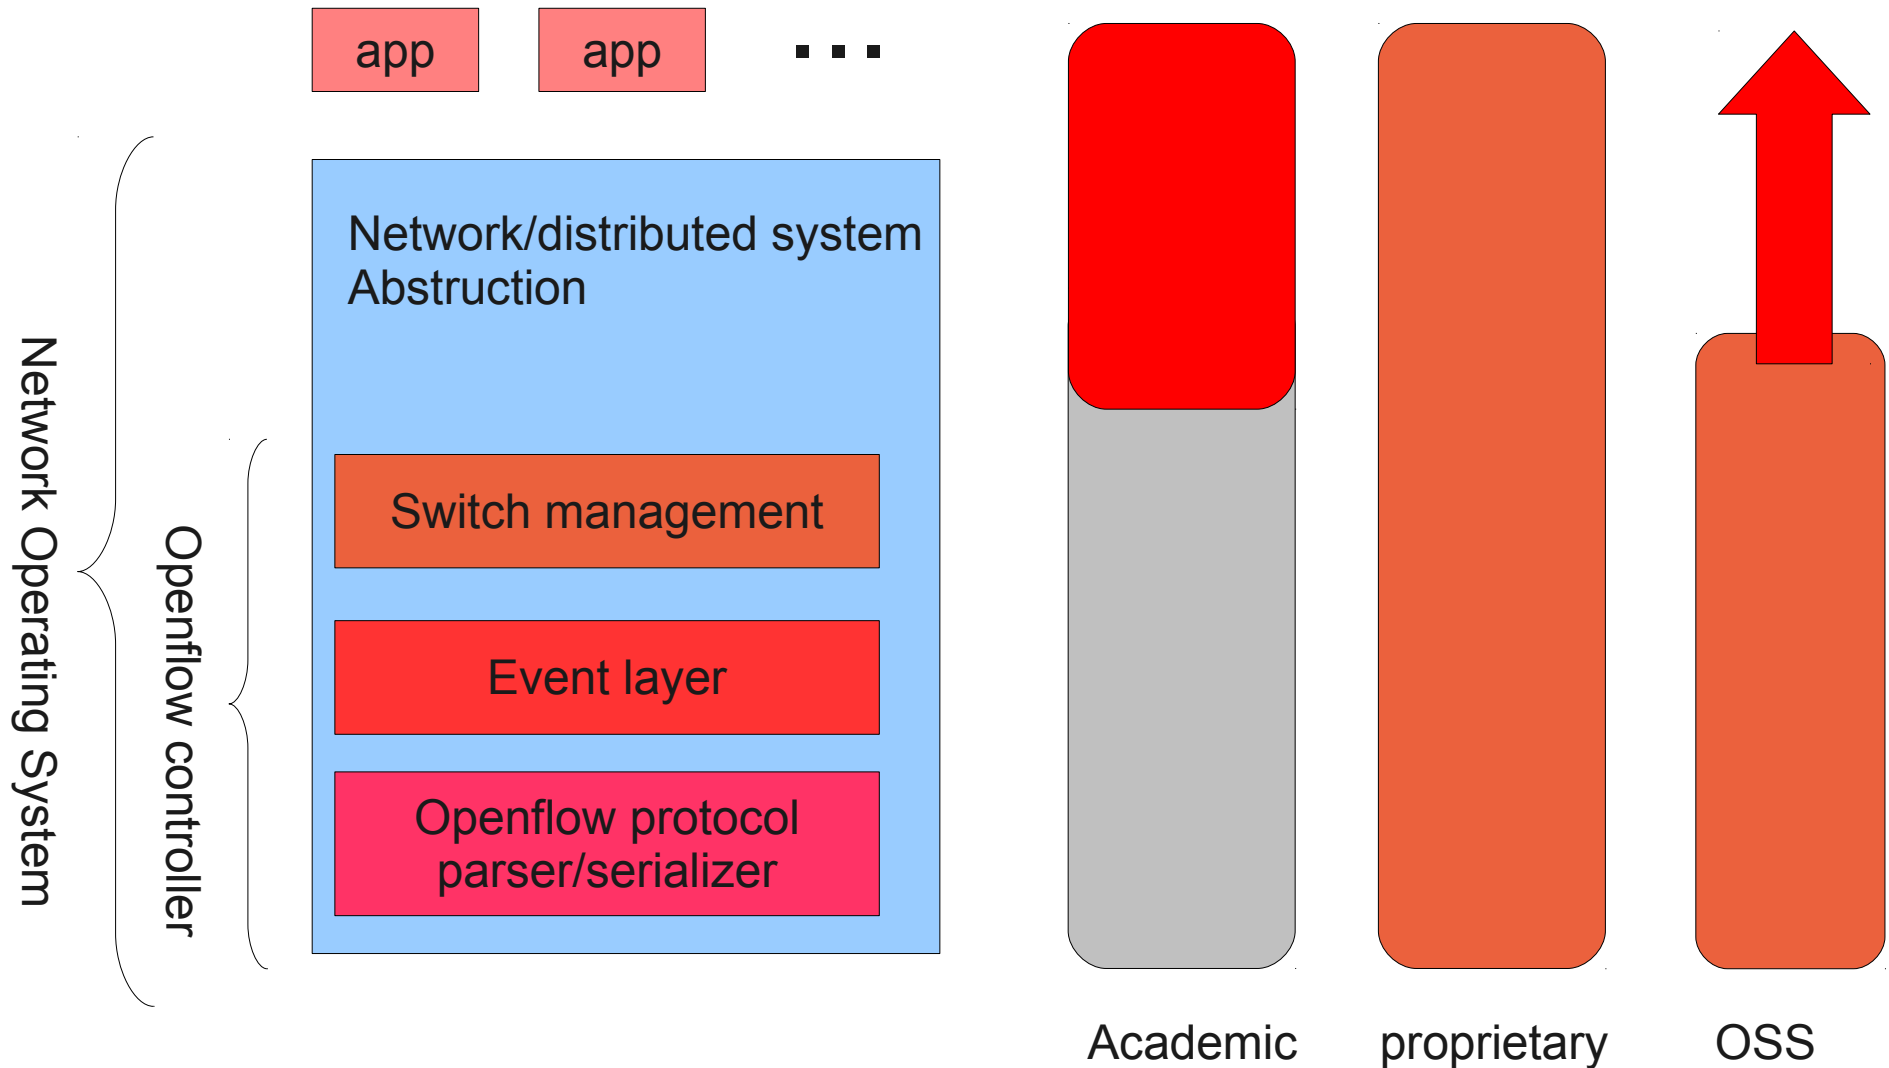 app
app
...
Network/distributed system
Abstruction
Switch management
Event layer
Openflow protocol
parser/serializer
Network Operating System
Openflow controller
Academic
proprietary
OSS